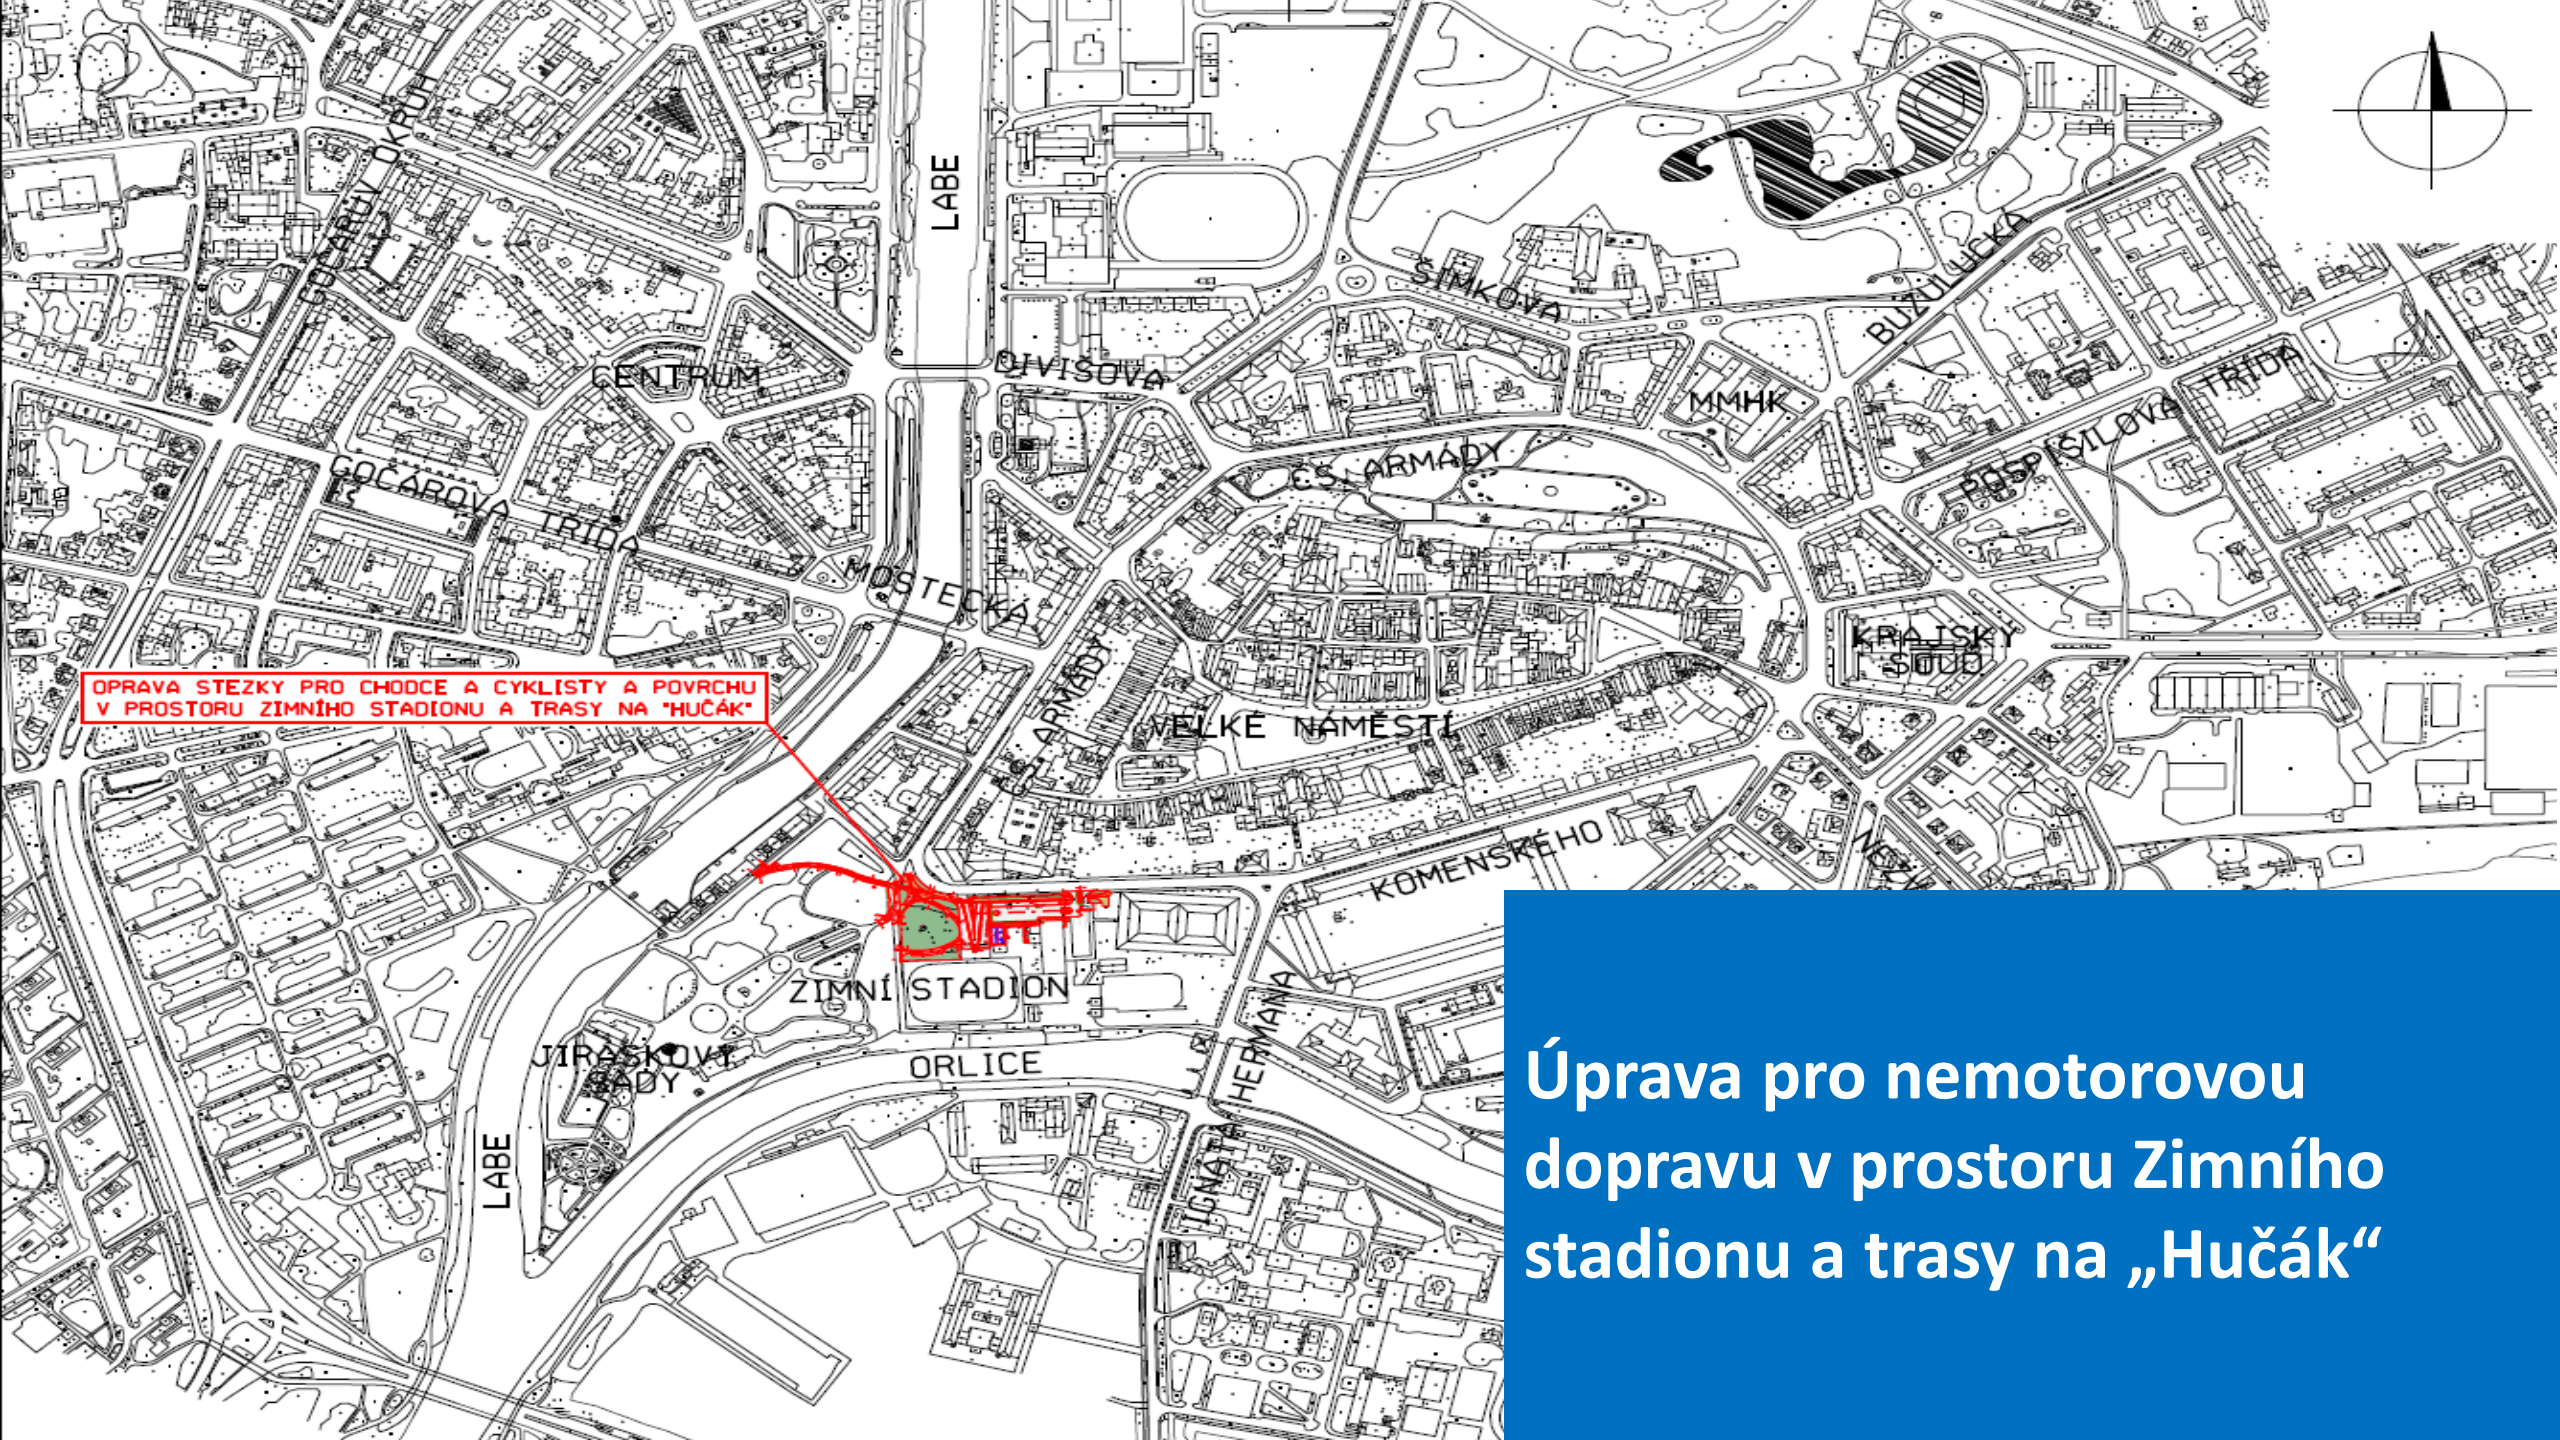 LABE
GOČÁRŮV OKRUH
ŠIMKOVA
BUZULUCKÁ
DIVIŠOVA
CENTRUM
MMHK
POSPÍŠILOVA TŘÍDA
ČS. ARMÁDY
GOČÁROVA TŘÍDA
MOSTECKÁ
KRAJSKÝ
SOUD
OPRAVA STEZKY PRO CHODCE A CYKLISTY A POVRCHU
V PROSTORU ZIMNÍHO STADIONU A TRASY NA "HUČÁK"
ČS. ARMÁDY
VELKÉ NÁMĚSTÍ
KOMENSKÉHO
ZIMNÍ STADION
JIRÁSKOVY
SADY
ORLICE
IGNÁTA HERMANA
LABE
Úprava pro nemotorovou
dopravu v prostoru Zimního
stadionu a trasy na „Hučák“